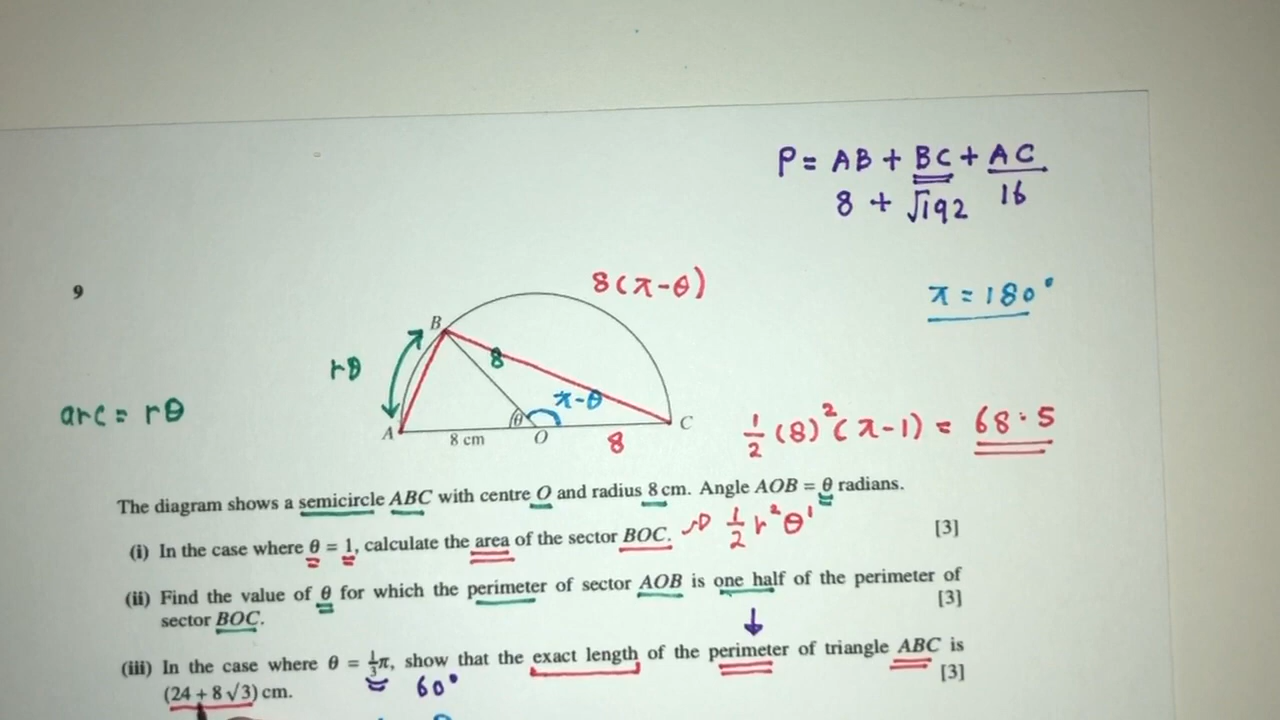 P = AB + BC + AC
8 + √192 16
9
8(π-θ)
π = 180°
B
rθ
8
π-θ
arc = rθ
θ
A
8 cm
O
8
C
1/2 (8)² (π-1) = 68.5
The diagram shows a semicircle ABC with centre O and radius 8 cm. Angle AOB = θ radians.
(i) In the case where θ = 1, calculate the area of the sector BOC. → 1/2 r² θ' [3]
(ii) Find the value of θ for which the perimeter of sector AOB is one half of the perimeter of
sector BOC. [3]
(iii) In the case where θ = 1/3π, show that the exact length of the perimeter of triangle ABC is
(24 + 8√3) cm. 60° [3]